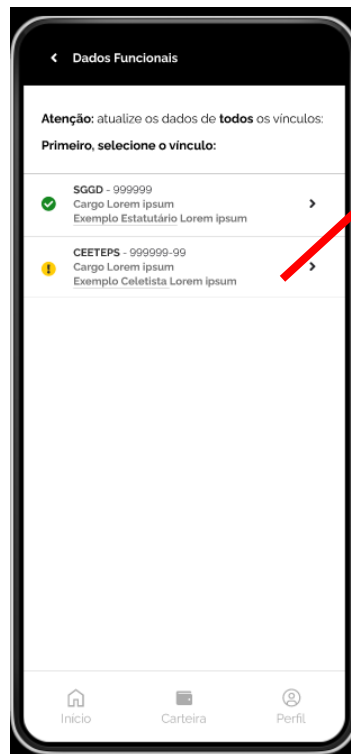 Dados Funcionais
Atenção: atualize os dados de todos os vínculos:
Primeiro, selecione o vínculo:
SGGD - 999999
Cargo Lorem ipsum
Exemplo Estatutário Lorem ipsum
CEETEPS - 999999-99
Cargo Lorem ipsum
Exemplo Celetista Lorem ipsum
Início Carteira Perfil